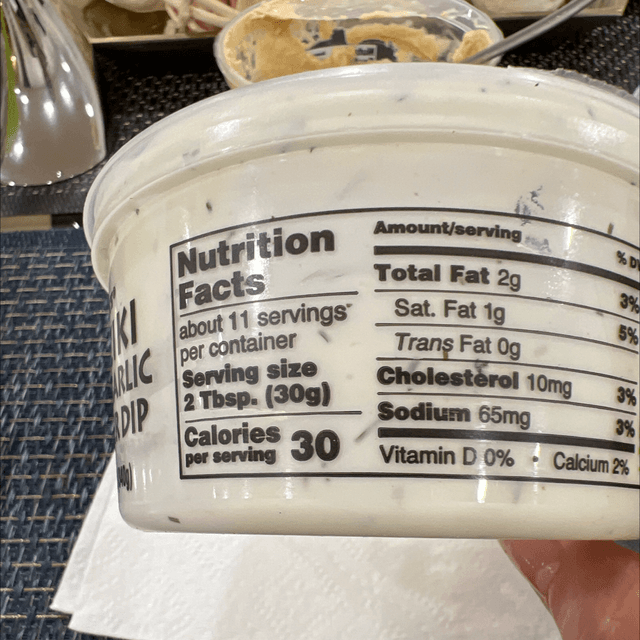 KI
RLIC
DIP
Nutrition
Facts
about 11 servings
per container
Serving size
2 Tbsp. (30g)
Calories
per serving 30
Amount/serving % D
Total Fat 2g 3%
Sat. Fat 1g 5%
Trans Fat 0g
Cholesterol 10mg 3%
Sodium 65mg 3%
Vitamin D 0% • Calcium 2%